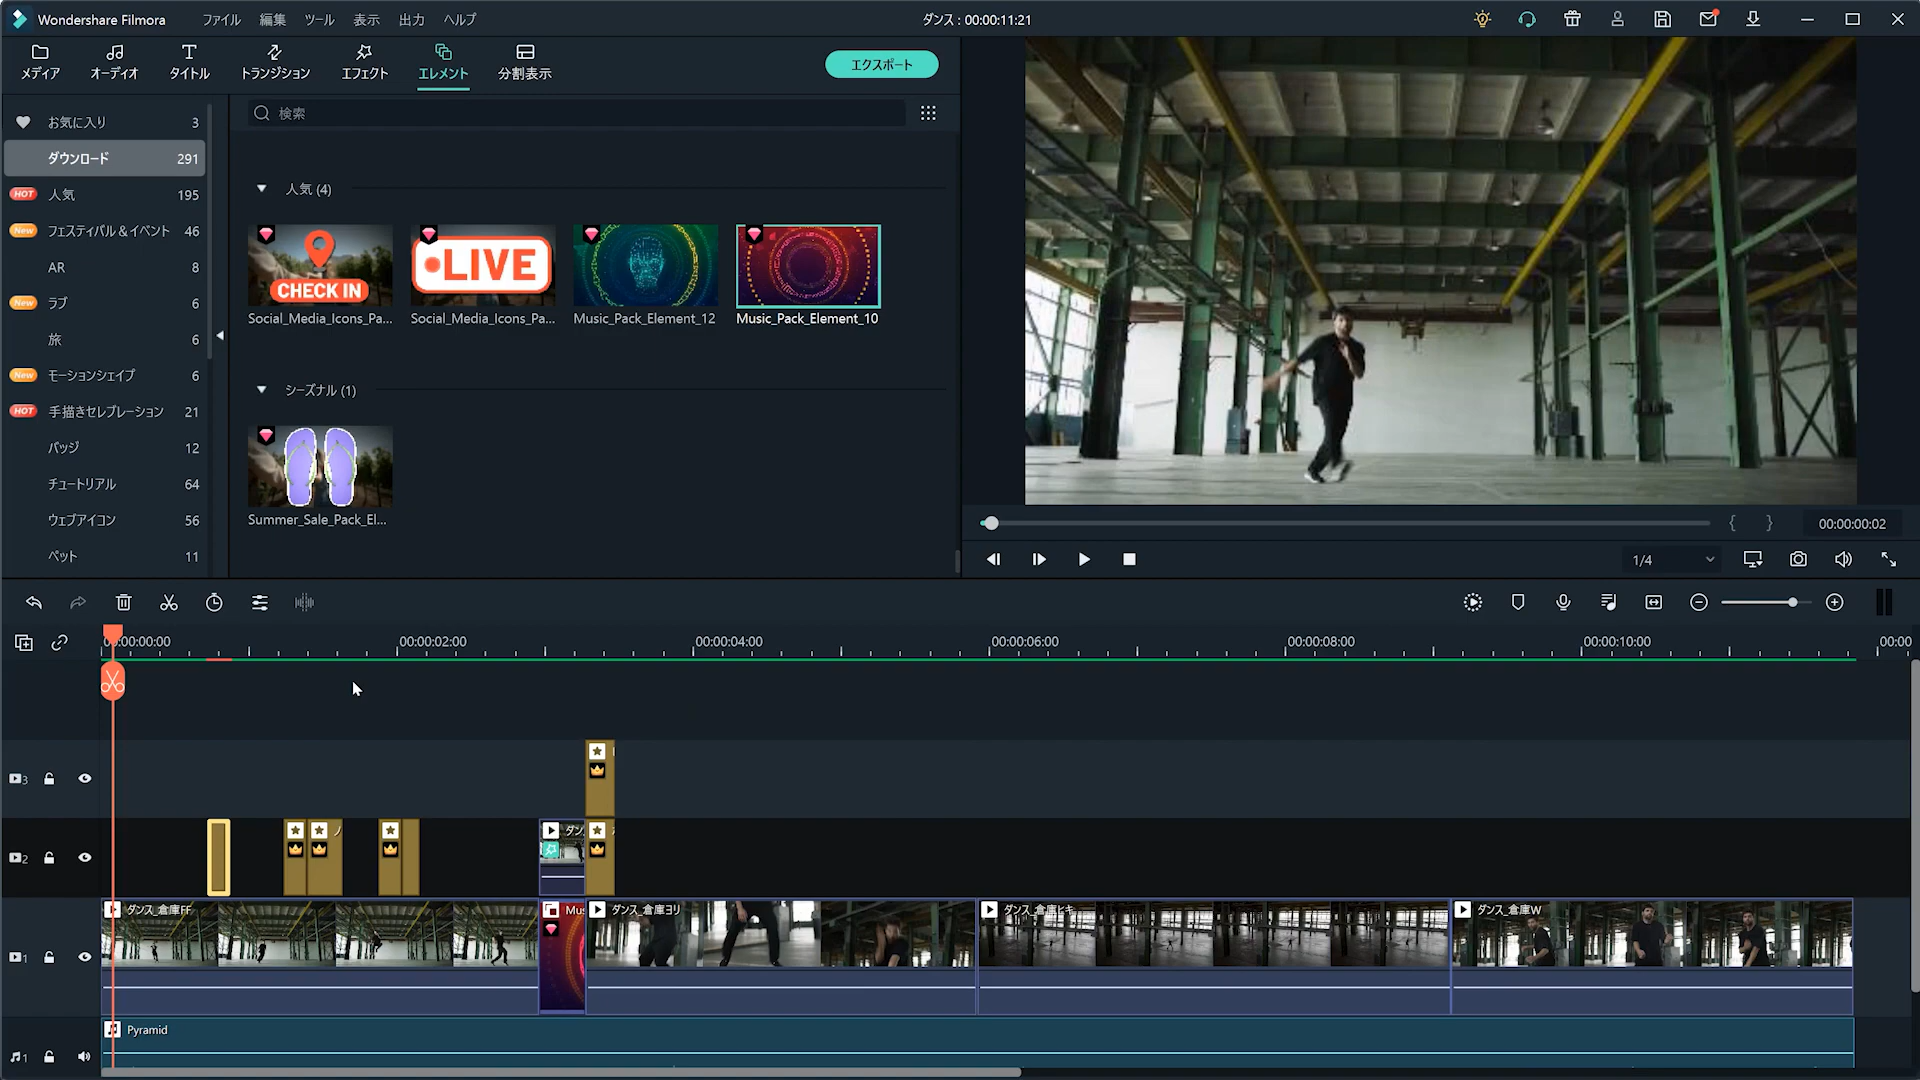 Wondershare Filmora ファイル 編集 ツール 表示 出力 ヘルプ ダンス : 00:00:11:21
メディア オーディオ タイトル トランジション エフェクト エレメント 分割表示 エクスポート
検索
お気に入り 3
ダウンロード 291
HOT 人気 195
New フェスティバル＆イベント 46
AR 8
New ラブ 6
旅 6
New モーションシェイプ 6
HOT 手描きセレブレーション 21
バッジ 12
チュートリアル 64
ウェブアイコン 56
ペット 11
人気 (4)
CHECK IN
LIVE
Social_Media_Icons_Pa... Social_Media_Icons_Pa... Music_Pack_Element_12 Music_Pack_Element_10
シーズナル (1)
Summer_Sale_Pack_El...
{ } 00:00:00:02
1/4
00:00:00:00 00:00:02:00 00:00:04:00 00:00:06:00 00:00:08:00 00:00:10:00 00:00
3
2
ダン
1
ダンス_倉庫FF Mus ダンス_倉庫ヨリ ダンス_倉庫ヒキ ダンス_倉庫W
Pyramid
1